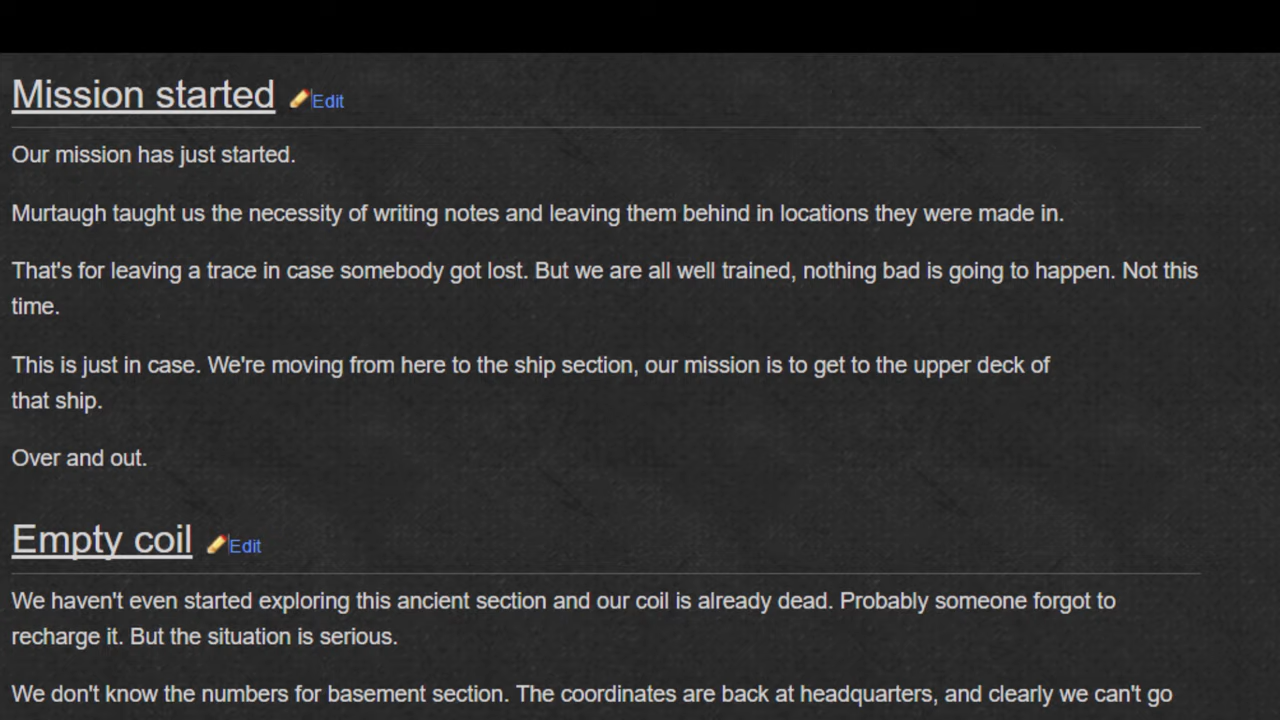 Mission started Edit
Our mission has just started.
Murtaugh taught us the necessity of writing notes and leaving them behind in locations they were made in.
That's for leaving a trace in case somebody got lost. But we are all well trained, nothing bad is going to happen. Not this
time.
This is just in case. We're moving from here to the ship section, our mission is to get to the upper deck of
that ship.
Over and out.
Empty coil Edit
We haven't even started exploring this ancient section and our coil is already dead. Probably someone forgot to
recharge it. But the situation is serious.
We don't know the numbers for basement section. The coordinates are back at headquarters, and clearly we can't go